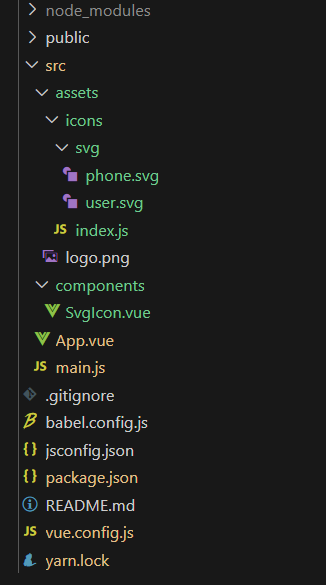 node_modules
public
src
assets
icons
svg
phone.svg
user.svg
JS index.js
logo.png
components
SvgIcon.vue
App.vue
JS main.js
.gitignore
babel.config.js
{} jsconfig.json
{} package.json
README.md
JS vue.config.js
yarn.lock